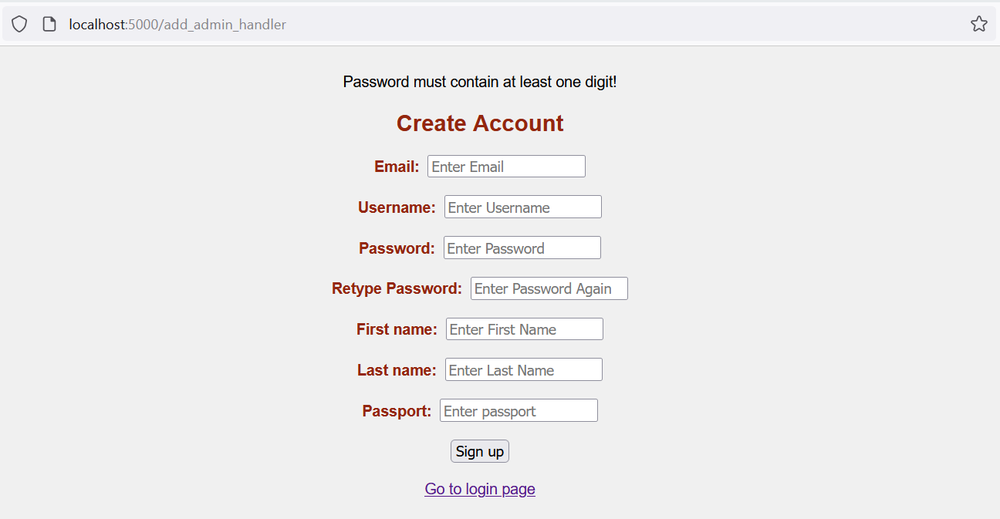 localhost:5000/add_admin_handler
Password must contain at least one digit!
Create Account
Email: Enter Email
Username: Enter Username
Password: Enter Password
Retype Password: Enter Password Again
First name: Enter First Name
Last name: Enter Last Name
Passport: Enter passport
Sign up
Go to login page